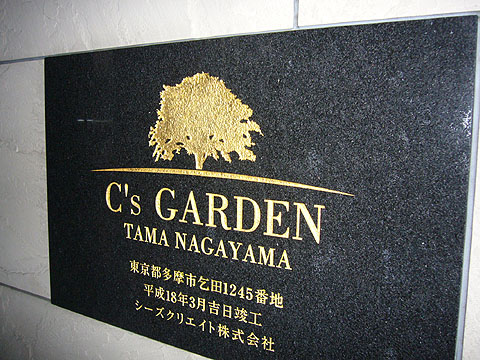 C's GARDEN
TAMA NAGAYAMA
東京都多摩市乞田1245番地
平成18年3月吉日竣工
シーズクリエイト株式会社